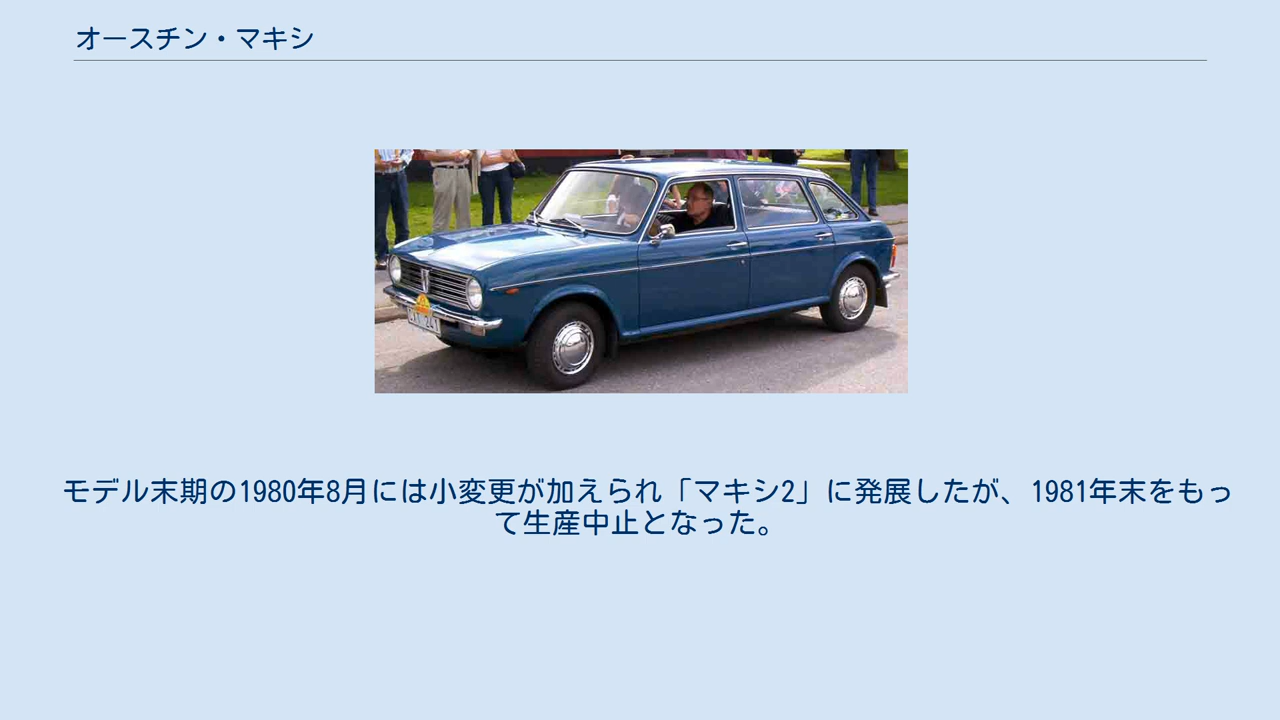 オースチン・マキシ
モデル末期の1980年8月には小変更が加えられ「マキシ2」に発展したが、1981年末をもっ
て生産中止となった。